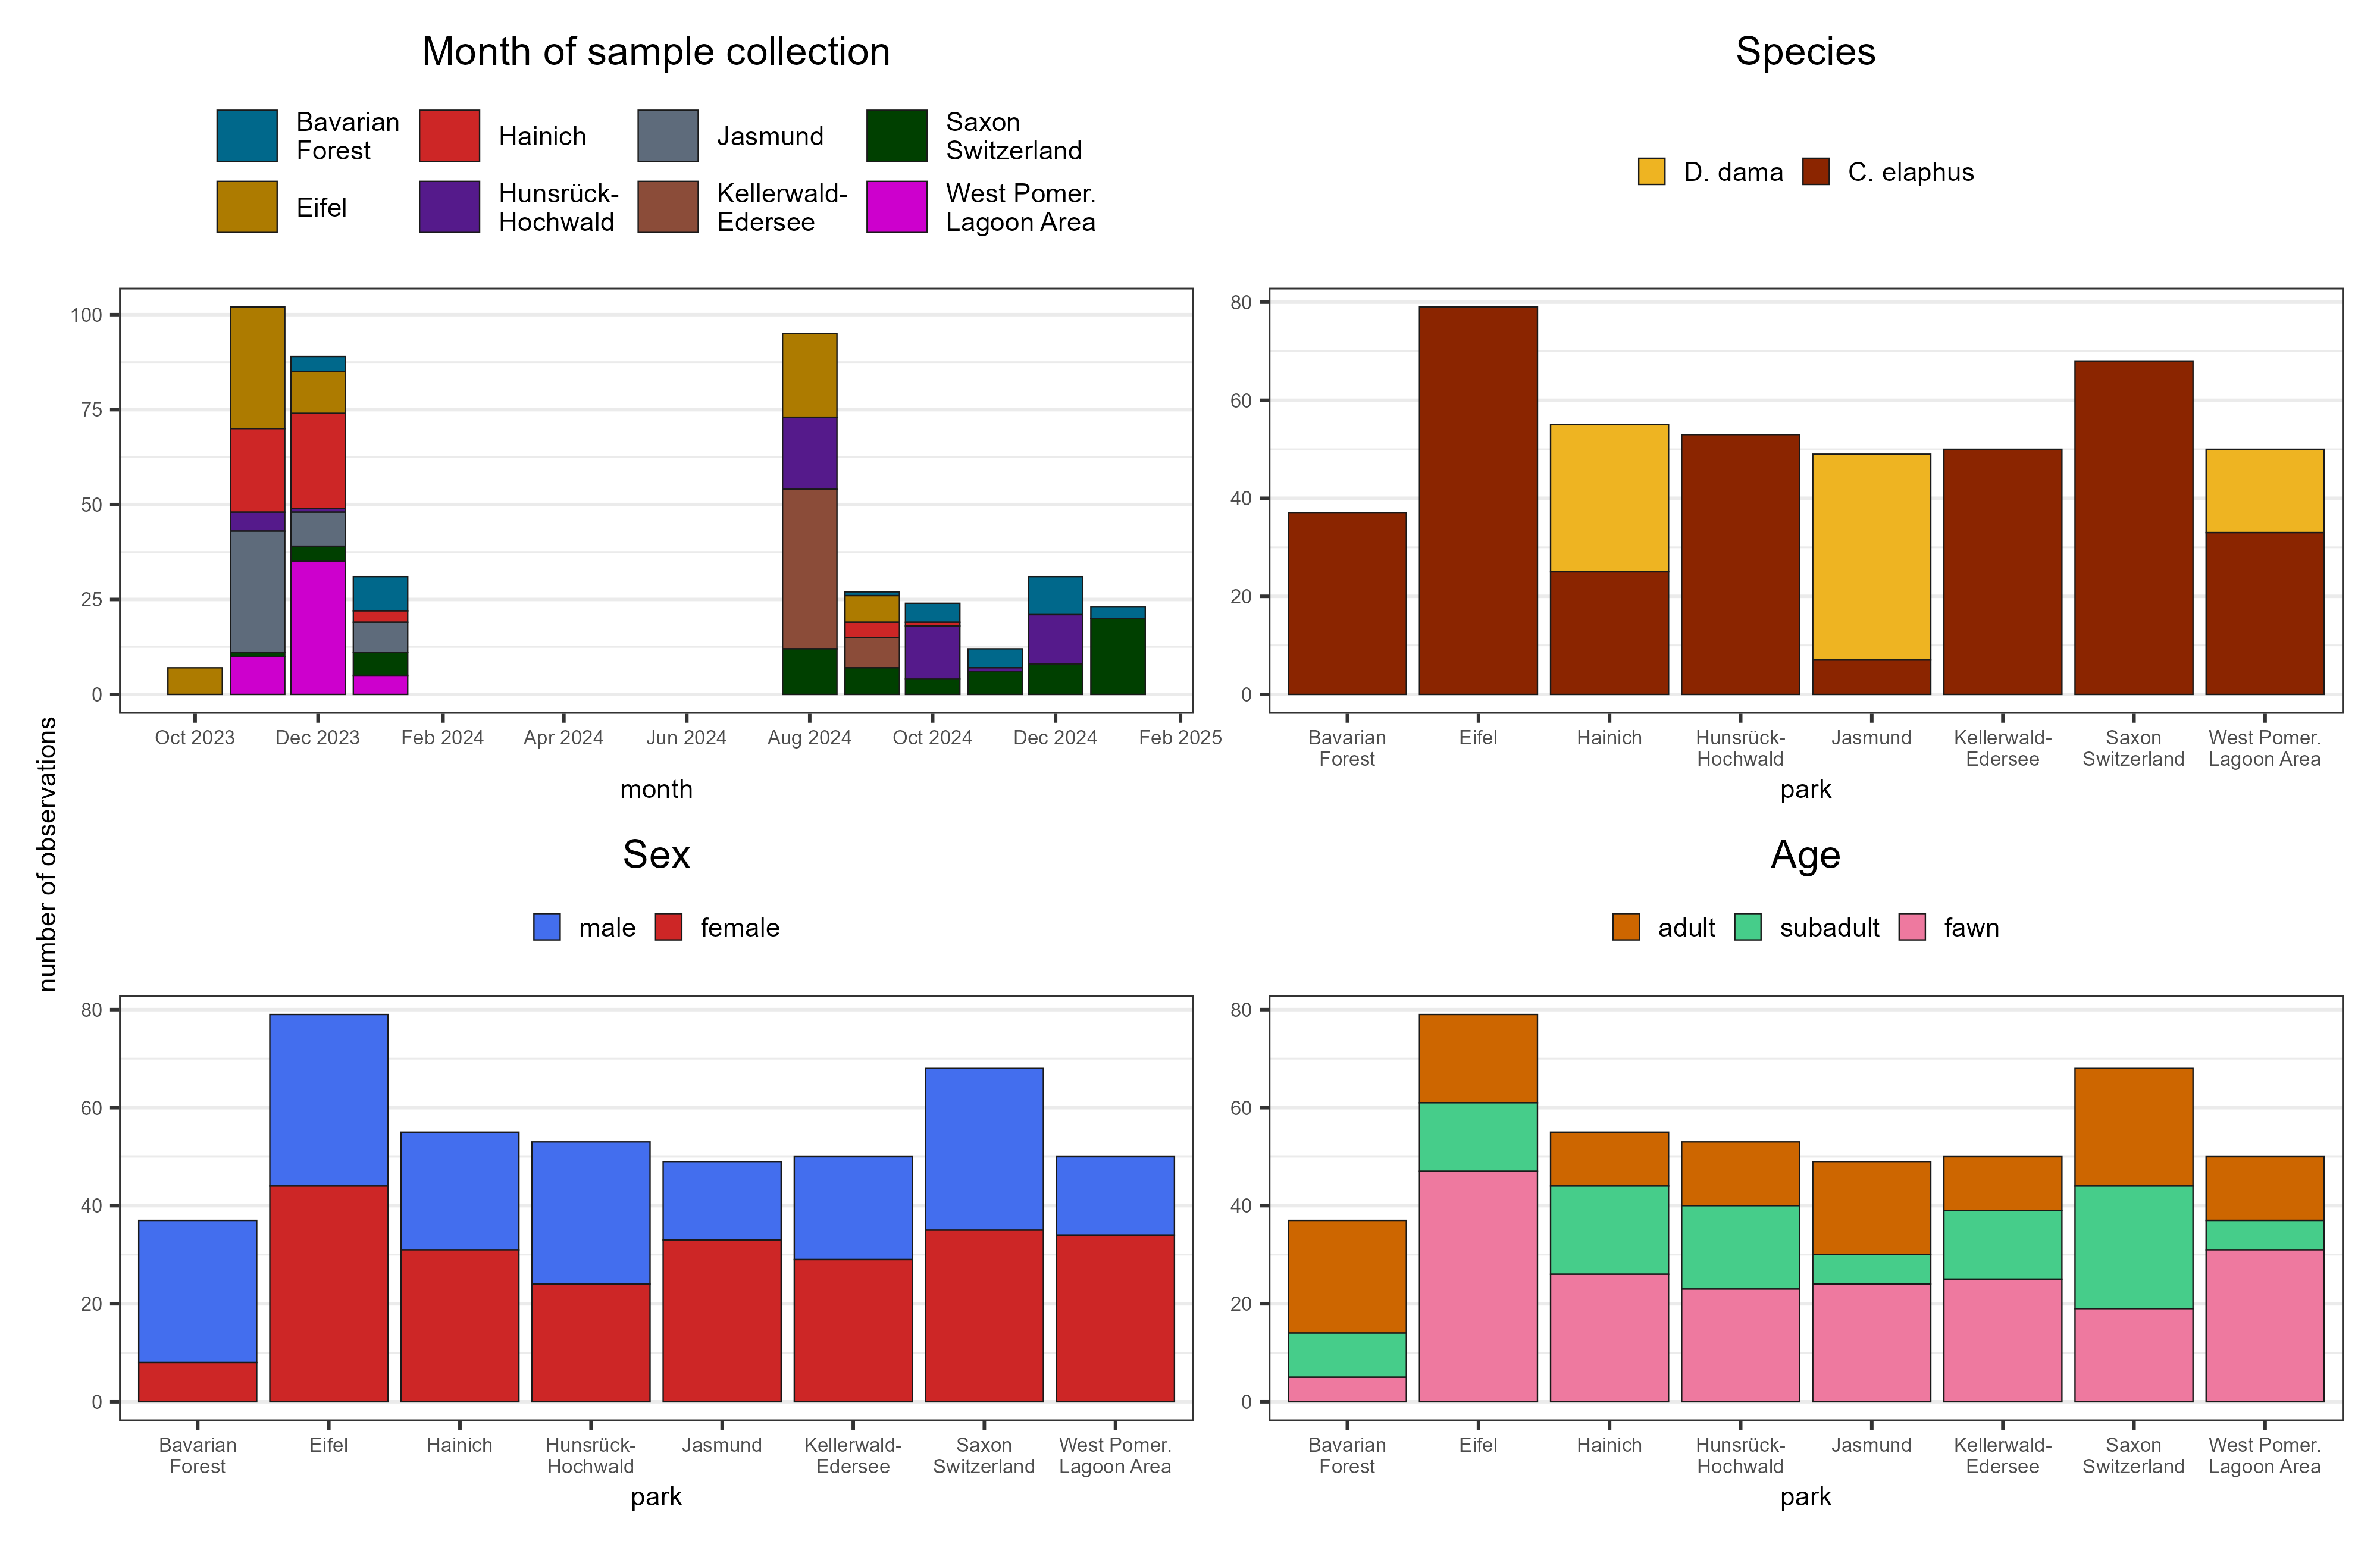 Month of sample collection
Bavarian
Forest
Hainich
Jasmund
Saxon
Switzerland
Eifel
Hunsrück-
Hochwald
Kellerwald-
Edersee
West Pomer.
Lagoon Area
100
75
50
25
0
Oct 2023
Dec 2023
Feb 2024
Apr 2024
Jun 2024
Aug 2024
Oct 2024
Dec 2024
Feb 2025
month
Species
D. dama
C. elaphus
80
60
40
20
0
Bavarian
Forest
Eifel
Hainich
Hunsrück-
Hochwald
Jasmund
Kellerwald-
Edersee
Saxon
Switzerland
West Pomer.
Lagoon Area
park
number of observations
Sex
male
female
80
60
40
20
0
Bavarian
Forest
Eifel
Hainich
Hunsrück-
Hochwald
Jasmund
Kellerwald-
Edersee
Saxon
Switzerland
West Pomer.
Lagoon Area
park
Age
adult
subadult
fawn
80
60
40
20
0
Bavarian
Forest
Eifel
Hainich
Hunsrück-
Hochwald
Jasmund
Kellerwald-
Edersee
Saxon
Switzerland
West Pomer.
Lagoon Area
park